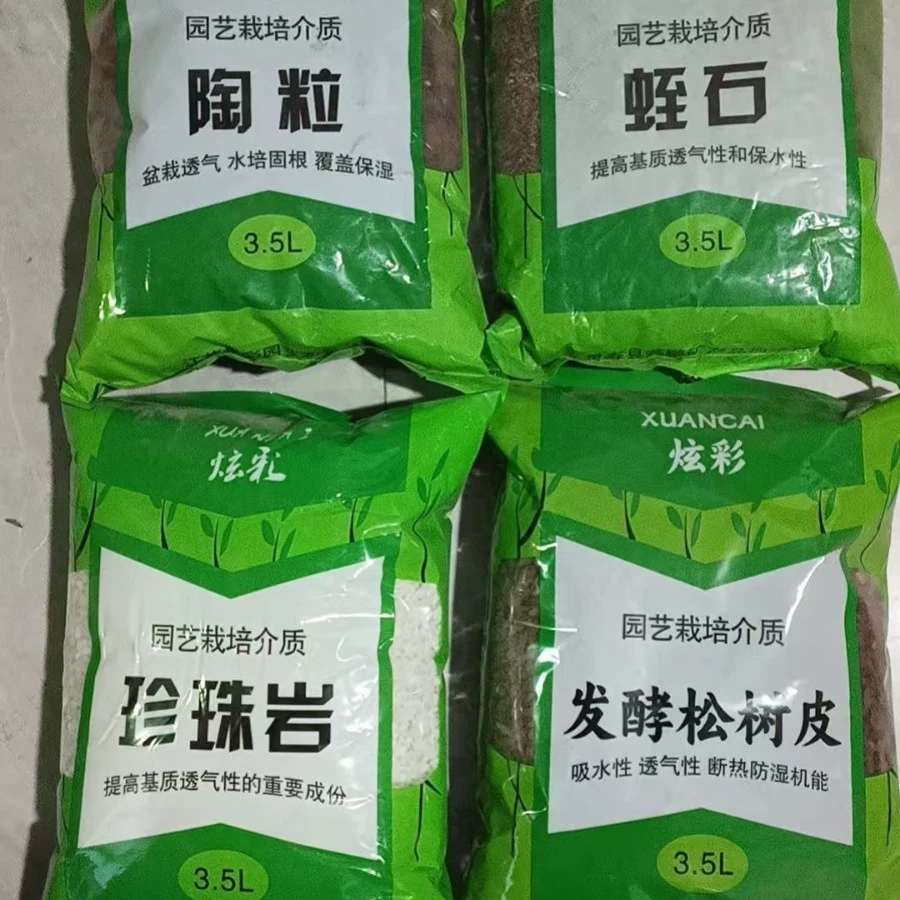 园艺栽培介质
陶粒
盆栽透气 水培固根 覆盖保湿
3.5L
园艺栽培介质
蛭石
提高基质透气性和保水性
3.5L
炫彩
园艺栽培介质
珍珠岩
提高基质透气性的重要成份
3.5L
XUANCAI
炫彩
园艺栽培介质
发酵松树皮
吸水性 透气性 断热防湿机能
3.5L